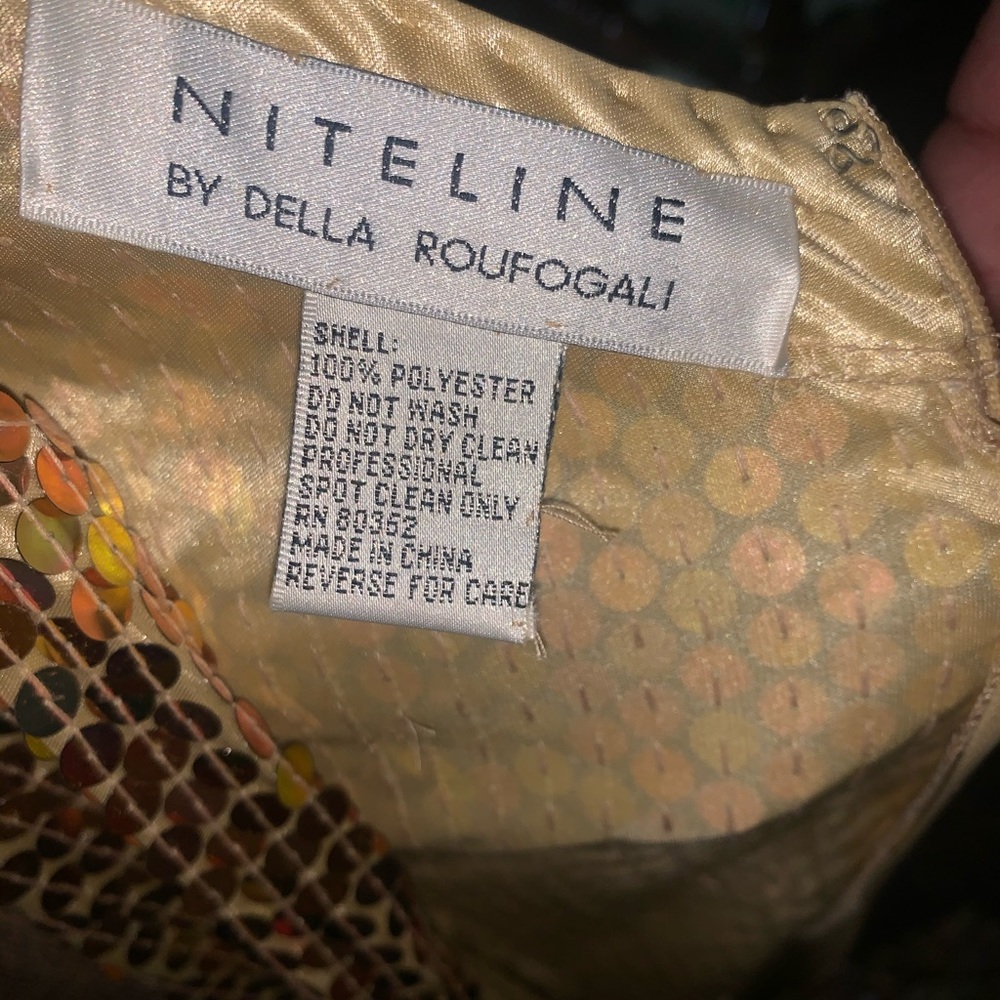 NITELINE
BY DELLA ROUFOGALI
SHELL:
100% POLYESTER
DO NOT WASH
DO NOT DRY CLEAN
PROFESSIONAL
SPOT CLEAN ONLY
RN 80352
MADE IN CHINA
REVERSE FOR CARE